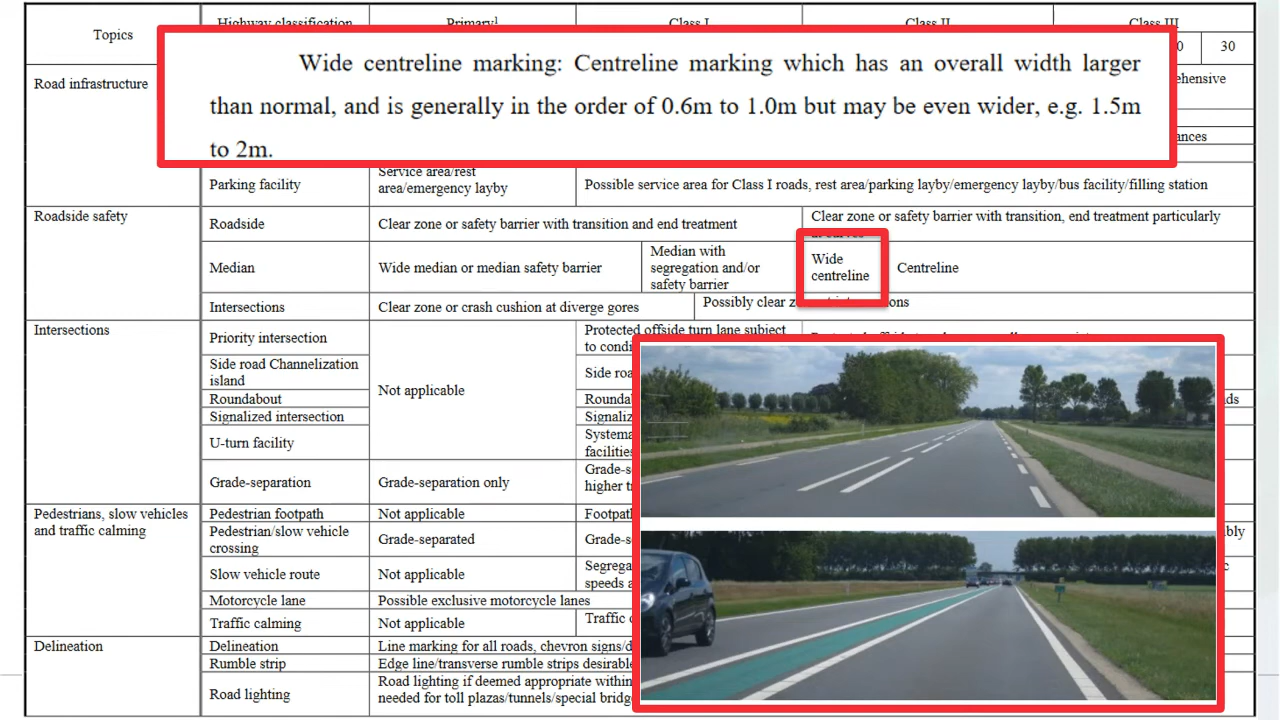 Highway classification Primary¹ Class I Class II Class III
Topics
0 30
Wide centreline marking: Centreline marking which has an overall width larger
than normal, and is generally in the order of 0.6m to 1.0m but may be even wider, e.g. 1.5m
to 2m.
Road infrastructure
ances
Parking facility
Service area/rest
area/emergency layby
Possible service area for Class I roads, rest area/parking layby/emergency layby/bus facility/filling station
Roadside safety
Roadside
Clear zone or safety barrier with transition and end treatment
Clear zone or safety barrier with transition, end treatment particularly
Median
Wide median or median safety barrier
Median with
segregation and/or
safety barrier
Wide
centreline
Centreline
Intersections
Clear zone or crash cushion at diverge gores
Possibly clear
Intersections
Priority intersection
Not applicable
Protected offside turn lane subject
to condi
Side road Channelization
island
Side roa
Roundabout
Rounda
ds
Signalized intersection
Signaliz
U-turn facility
Systema
facilities
Grade-separation
Grade-separation only
Grade-se
higher tr
Pedestrians, slow vehicles
and traffic calming
Pedestrian footpath
Not applicable
Footpat
Pedestrian/slow vehicle
crossing
Grade-separated
Grade-s
bly
Slow vehicle route
Not applicable
Segrega
speeds a
c
Motorcycle lane
Possible exclusive motorcycle lanes
Traffic calming
Not applicable
Traffic c
Delineation
Delineation
Line marking for all roads, chevron signs/d
Rumble strip
Edge line/transverse rumble strips desirable
Road lighting
Road lighting if deemed appropriate within
needed for toll plazas/tunnels/special bridg